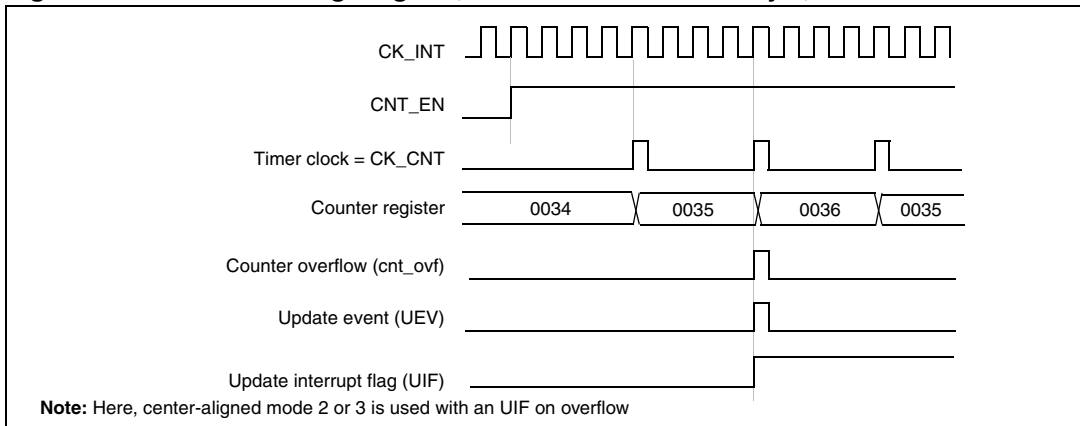 CK_INT
CNT_EN
Timer clock = CK_CNT
Counter register 0034 0035 0036 0035
Counter overflow (cnt_ovf)
Update event (UEV)
Update interrupt flag (UIF)
Note: Here, center-aligned mode 2 or 3 is used with an UIF on overflow